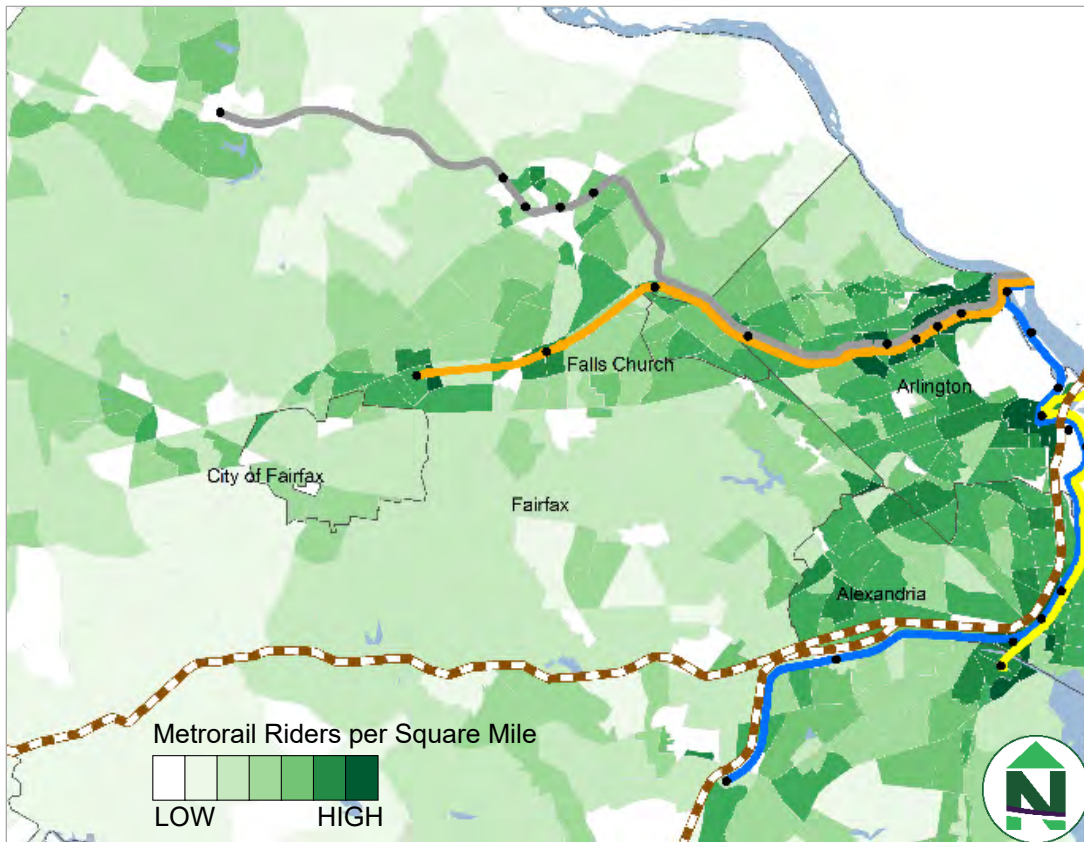 Falls Church
Arlington
City of Fairfax
Fairfax
Alexandria
Metrorail Riders per Square Mile
LOW HIGH
N